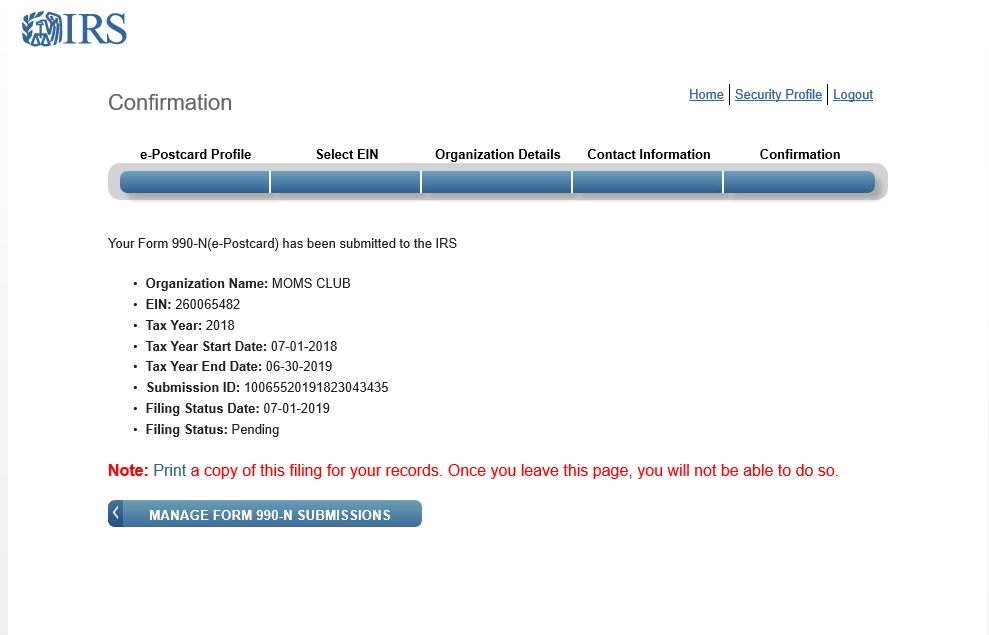 IRS
Confirmation
Home Security Profile Logout
e-Postcard Profile Select EIN Organization Details Contact Information Confirmation
Your Form 990-N(e-Postcard) has been submitted to the IRS
• Organization Name: MOMS CLUB
• EIN: 260065482
• Tax Year: 2018
• Tax Year Start Date: 07-01-2018
• Tax Year End Date: 06-30-2019
• Submission ID: 10065520191823043435
• Filing Status Date: 07-01-2019
• Filing Status: Pending
Note: Print a copy of this filing for your records. Once you leave this page, you will not be able to do so.
MANAGE FORM 990-N SUBMISSIONS